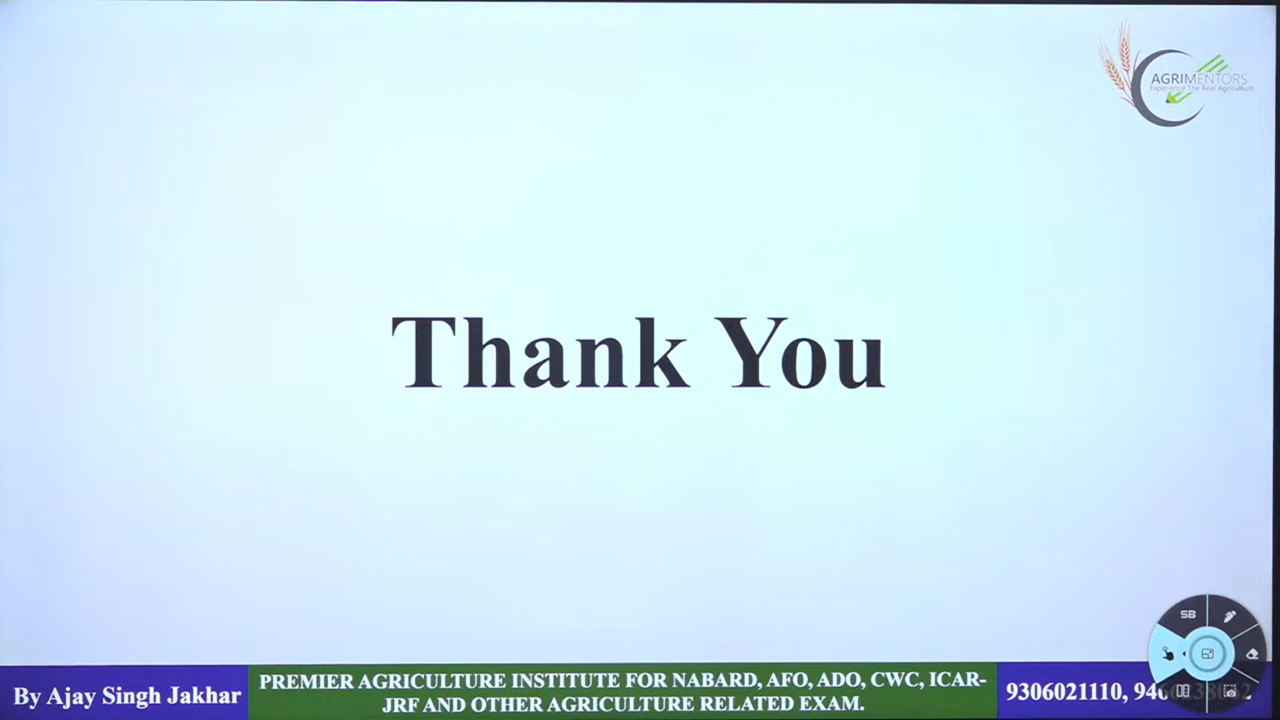 AGRIMENTORS
Experience The Real Agriculture
Thank You
SB
By Ajay Singh Jakhar
PREMIER AGRICULTURE INSTITUTE FOR NABARD, AFO, ADO, CWC, ICAR-
JRF AND OTHER AGRICULTURE RELATED EXAM.
9306021110,